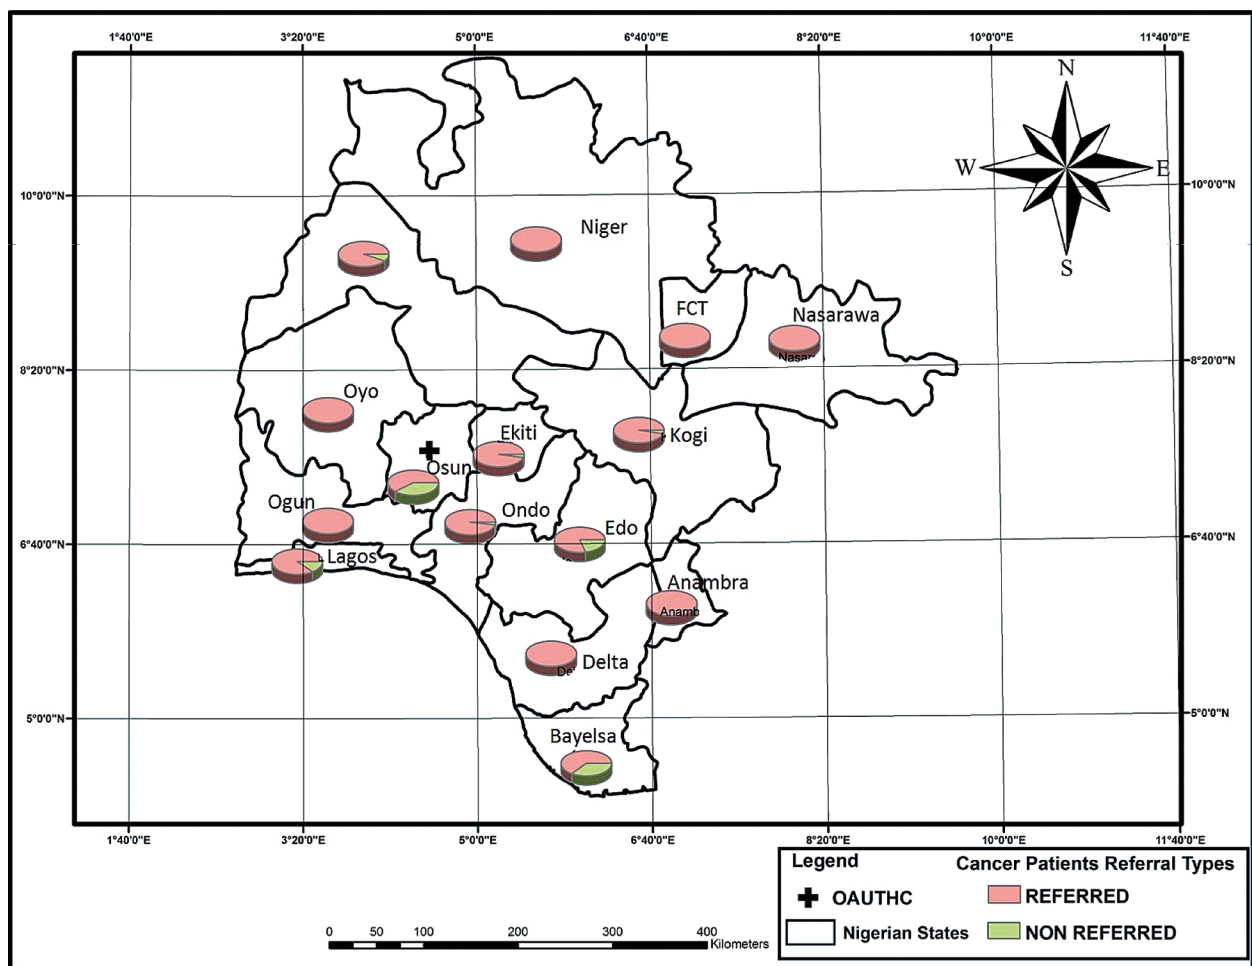 1°40'0"E 3°20'0"E 5°0'0"E 6°40'0"E 8°20'0"E 10°0'0"E 11°40'0"E
N
W E
S
10°0'0"N 10°0'0"N
Niger
FCT
Nasarawa
Nasar
8°20'0"N 8°20'0"N
Oyo
Ekiti
Kogi
Osun
Ogun
Ondo
Edo
6°40'0"N 6°40'0"N
Lagos
Anambra
Anamb
Delta
De
5°0'0"N 5°0'0"N
Bayelsa
1°40'0"E 3°20'0"E 5°0'0"E 6°40'0"E 8°20'0"E 10°0'0"E 11°40'0"E
Legend
Cancer Patients Referral Types
OAUTHC
REFERRED
Nigerian States
NON REFERRED
0 50 100 200 300 400
Kilometers